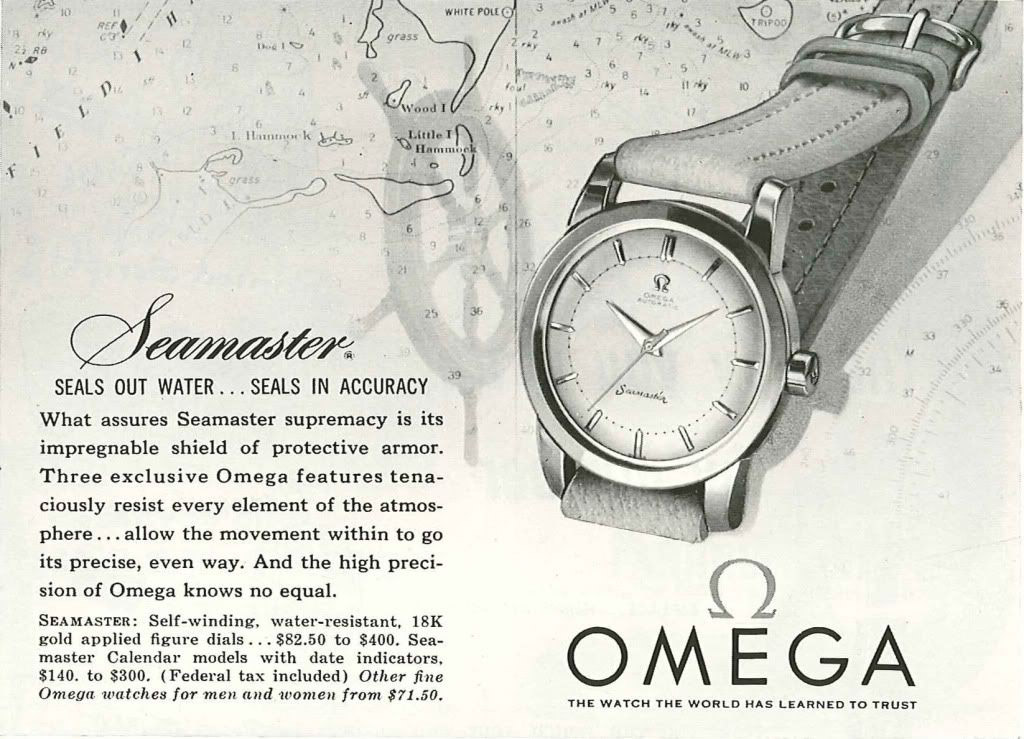 WHITE POLE
TRIPOD
grass
Wood I
I. Hammock
Little I
Hammock
grass
OMEGA
AUTOMATIC
Seamaster
Seamaster®
SEALS OUT WATER...SEALS IN ACCURACY
What assures Seamaster supremacy is its
impregnable shield of protective armor.
Three exclusive Omega features tena-
ciously resist every element of the atmos-
phere...allow the movement within to go
its precise, even way. And the high preci-
sion of Omega knows no equal.
SEAMASTER: Self-winding, water-resistant, 18K
gold applied figure dials...$82.50 to $400. Sea-
master Calendar models with date indicators,
$140. to $300. (Federal tax included) Other fine
Omega watches for men and women from $71.50.
Ω
OMEGA
THE WATCH THE WORLD HAS LEARNED TO TRUST